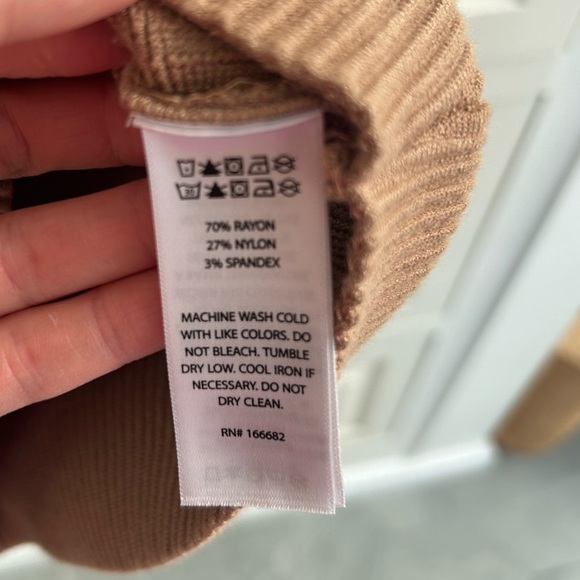 70% RAYON
27% NYLON
3% SPANDEX
MACHINE WASH COLD
WITH LIKE COLORS. DO
NOT BLEACH. TUMBLE
DRY LOW. COOL IRON IF
NECESSARY. DO NOT
DRY CLEAN.
RN# 166682